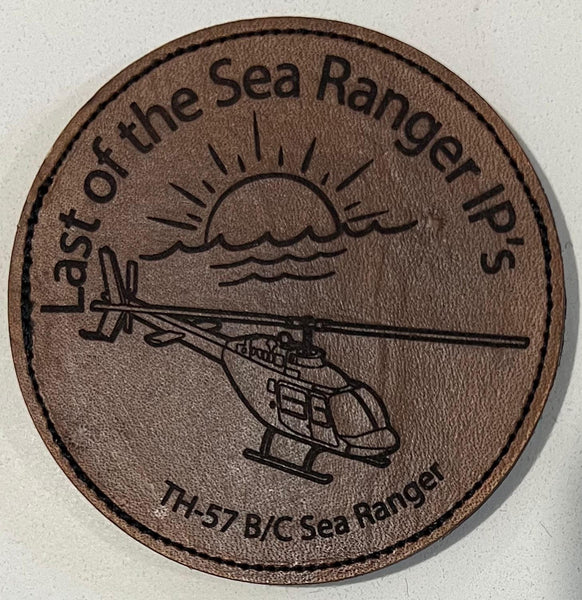 Last of the Sea Ranger IP's
TH-57 B/C Sea Ranger